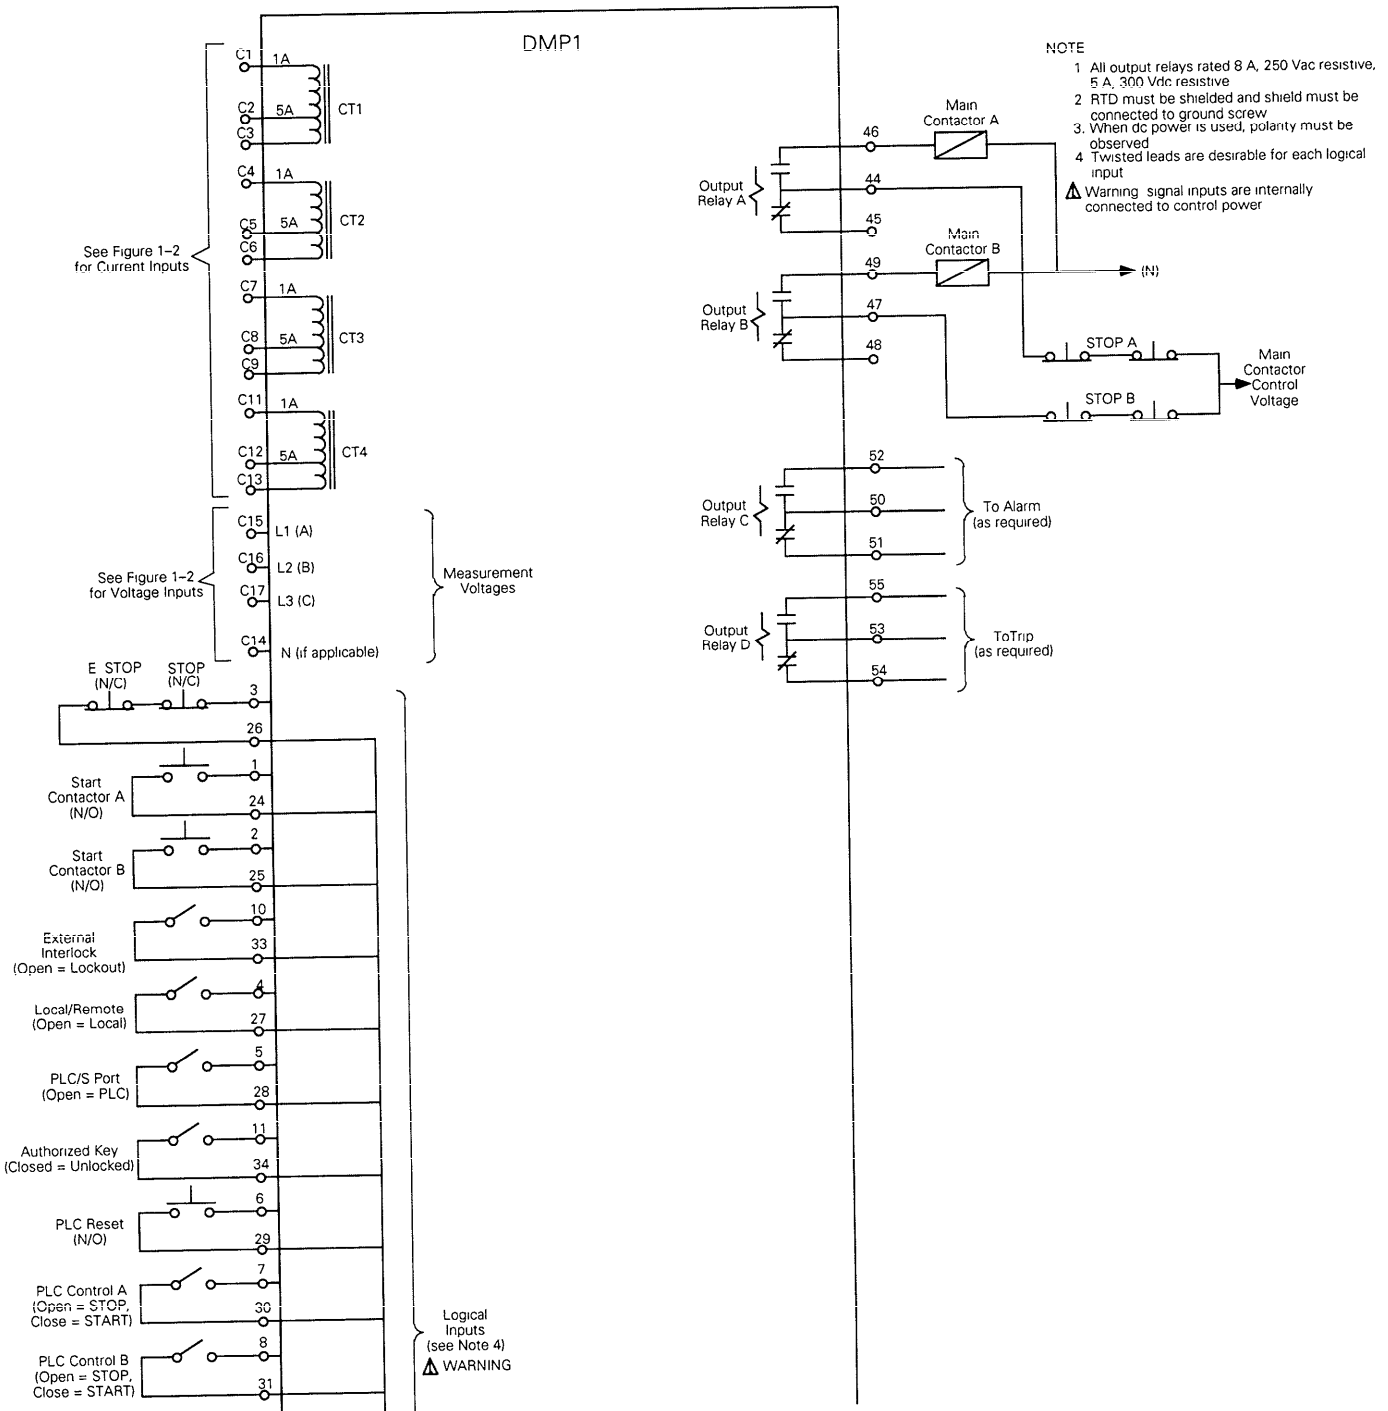 DMP1
C1
1A
C2
5A
CT1
C3
C4
1A
C5
5A
CT2
C6
See Figure 1–2
for Current Inputs
C7
1A
C8
5A
CT3
C9
C11
1A
C12
5A
CT4
C13
C15
L1 (A)
C16
L2 (B)
C17
L3 (C)
C14
N (if applicable)
See Figure 1–2
for Voltage Inputs
Measurement
Voltages
E STOP
(N/C)
STOP
(N/C)
3
26
Start
Contactor A
(N/O)
1
24
Start
Contactor B
(N/O)
2
25
External
Interlock
(Open = Lockout)
10
33
Local/Remote
(Open = Local)
4
27
PLC/S Port
(Open = PLC)
5
28
Authorized Key
(Closed = Unlocked)
11
34
PLC Reset
(N/O)
6
29
PLC Control A
(Open = STOP,
Close = START)
7
30
PLC Control B
(Open = STOP,
Close = START)
8
31
Logical
Inputs
(see Note 4)
WARNING
Output
Relay A
46
44
45
Main
Contactor A
Output
Relay B
49
47
48
Main
Contactor B
(N)
STOP A
STOP B
Main
Contactor
Control
Voltage
Output
Relay C
52
50
51
To Alarm
(as required)
Output
Relay D
55
53
54
ToTrip
(as required)
NOTE
1 All output relays rated 8 A, 250 Vac resistive,
5 A, 300 Vdc resistive
2 RTD must be shielded and shield must be
connected to ground screw
3. When dc power is used, polarity must be
observed
4 Twisted leads are desirable for each logical
input
Warning signal inputs are internally
connected to control power